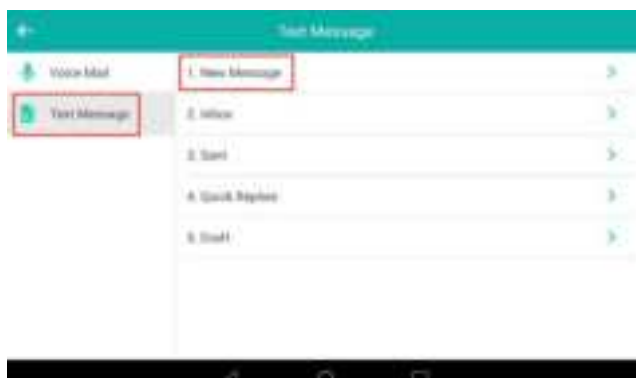 Text Message
Voice Mail
Text Message
1. New Message
2. Inbox
3. Sent
4. Quick Replies
5. Draft